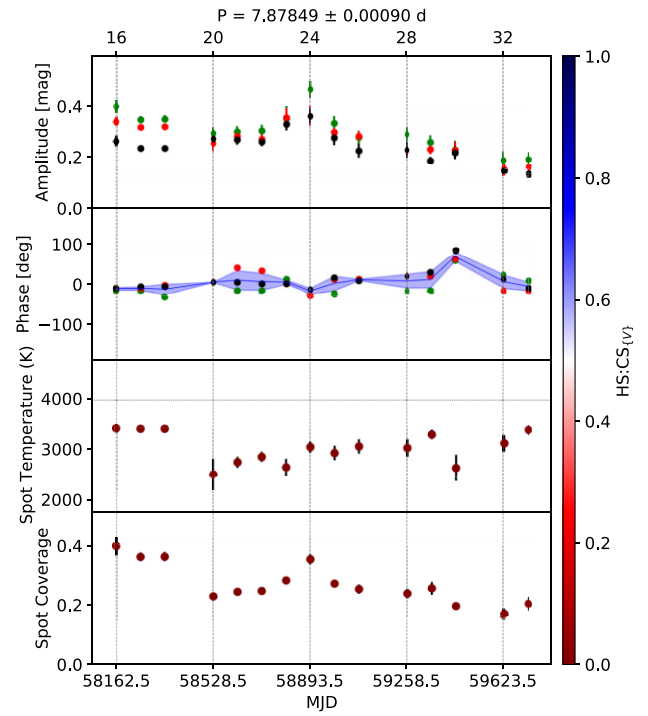 P = 7.87849 ± 0.00090 d
16 20 24 28 32
Amplitude [mag]
0.4
0.2
0.0
Phase [deg]
100
0
−100
Spot Temperature (K)
4000
3000
2000
Spot Coverage
0.4
0.2
0.0
58162.5 58528.5 58893.5 59258.5 59623.5
MJD
1.0
0.8
0.6
0.4
0.2
0.0
HS:CS{V}